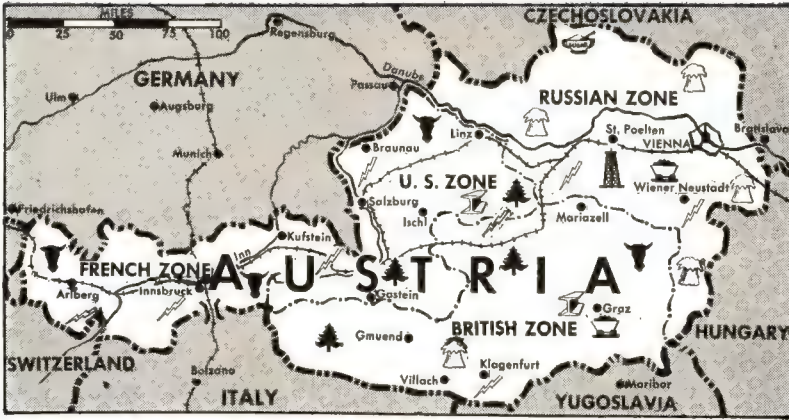 MILES
0 25 50 75 100
CZECHOSLOVAKIA
Regensburg
GERMANY
Danube
Passau
SUGAR
RUSSIAN ZONE
Ulm
Augsburg
Linz
St. Poelten
VIENNA
Bratislava
Munich
Braunau
U. S. ZONE
Wiener Neustadt
Friedrichshafen
Salzburg
Ischl
Mariazell
Kufstein
Inn
FRENCH ZONE
AUSTRIA
Arlberg
Innsbruck
Gastein
Graz
Gmuend
BRITISH ZONE
HUNGARY
SWITZERLAND
Bolzano
Villach
Klagenfurt
Maribor
ITALY
YUGOSLAVIA